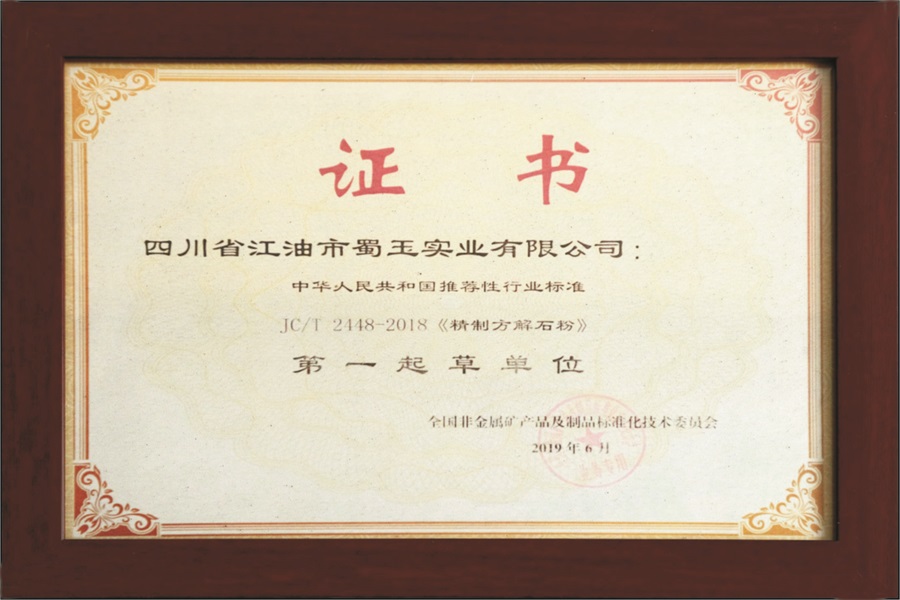 证书
四川省江油市蜀玉实业有限公司：
中华人民共和国推荐性行业标准
JC/T 2448-2018《精制方解石粉》
第一起草单位
全国非金属矿产品及制品标准化技术委员会
2019年6月